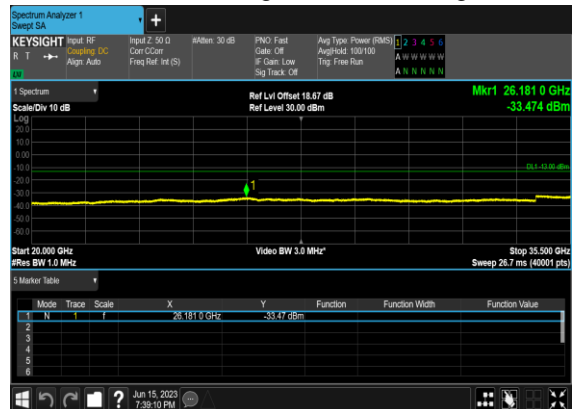 Spectrum Analyzer 1
Swept SA
+
KEYSIGHT Input: RF Input Z: 50 Ω #Atten: 30 dB PNO: Fast Avg Type: Power (RMS) 1 2 3 4 5 6
R T Coupling: DC Corr CCorr Gate: Off Avg|Hold: 100/100 A W W W W W
Align: Auto Freq Ref: Int (S) IF Gain: Low Trig: Free Run
LW Sig Track: Off A N N N N N
1 Spectrum Ref Lvl Offset 18.67 dB Mkr1 26.181 0 GHz
Scale/Div 10 dB Ref Level 30.00 dBm -33.474 dBm
Log
20.0
10.0
0.00
-10.0 DL1 -13.00 dBm
-20.0
-30.0 1
-40.0
-50.0
-60.0
Start 20.000 GHz Video BW 3.0 MHz* Stop 35.500 GHz
#Res BW 1.0 MHz Sweep 26.7 ms (40001 pts)
5 Marker Table
Mode Trace Scale X Y Function Function Width Function Value
1 N 1 f 26.181 0 GHz -33.47 dBm
2
3
4
5
6
? Jun 15, 2023
7:39:10 PM